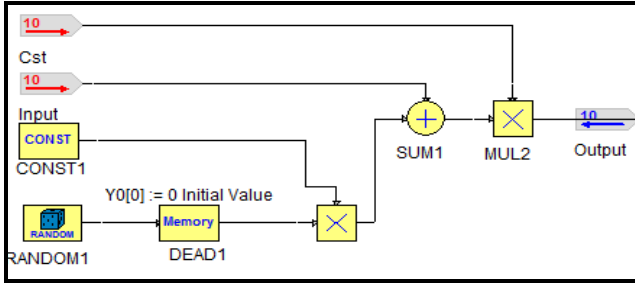 10
Cst
10
Input
CONST
CONST1
Y0[0] := 0 Initial Value
RANDOM
RANDOM1
Memory
DEAD1
SUM1
MUL2
10
Output